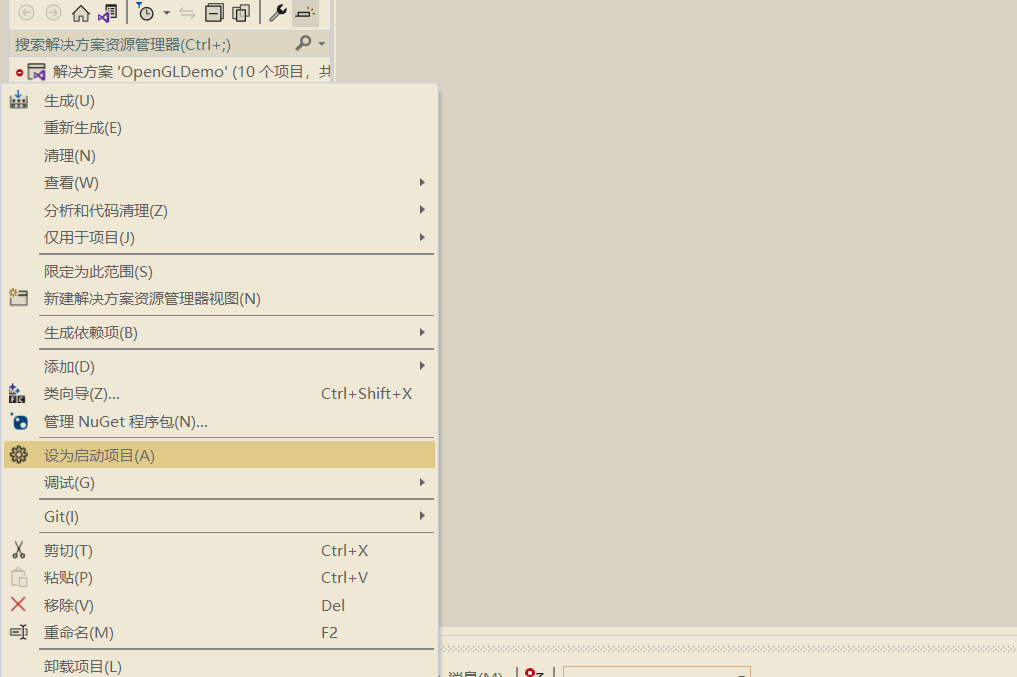 搜索解决方案资源管理器(Ctrl+;)
解决方案 'OpenGLDemo' (10 个项目，共
生成(U)
重新生成(E)
清理(N)
查看(W)
分析和代码清理(Z)
仅用于项目(J)
限定为此范围(S)
新建解决方案资源管理器视图(N)
生成依赖项(B)
添加(D)
类向导(Z)... Ctrl+Shift+X
管理 NuGet 程序包(N)...
设为启动项目(A)
调试(G)
Git(I)
剪切(T) Ctrl+X
粘贴(P) Ctrl+V
移除(V) Del
重命名(M) F2
卸载项目(L)
消息(M)